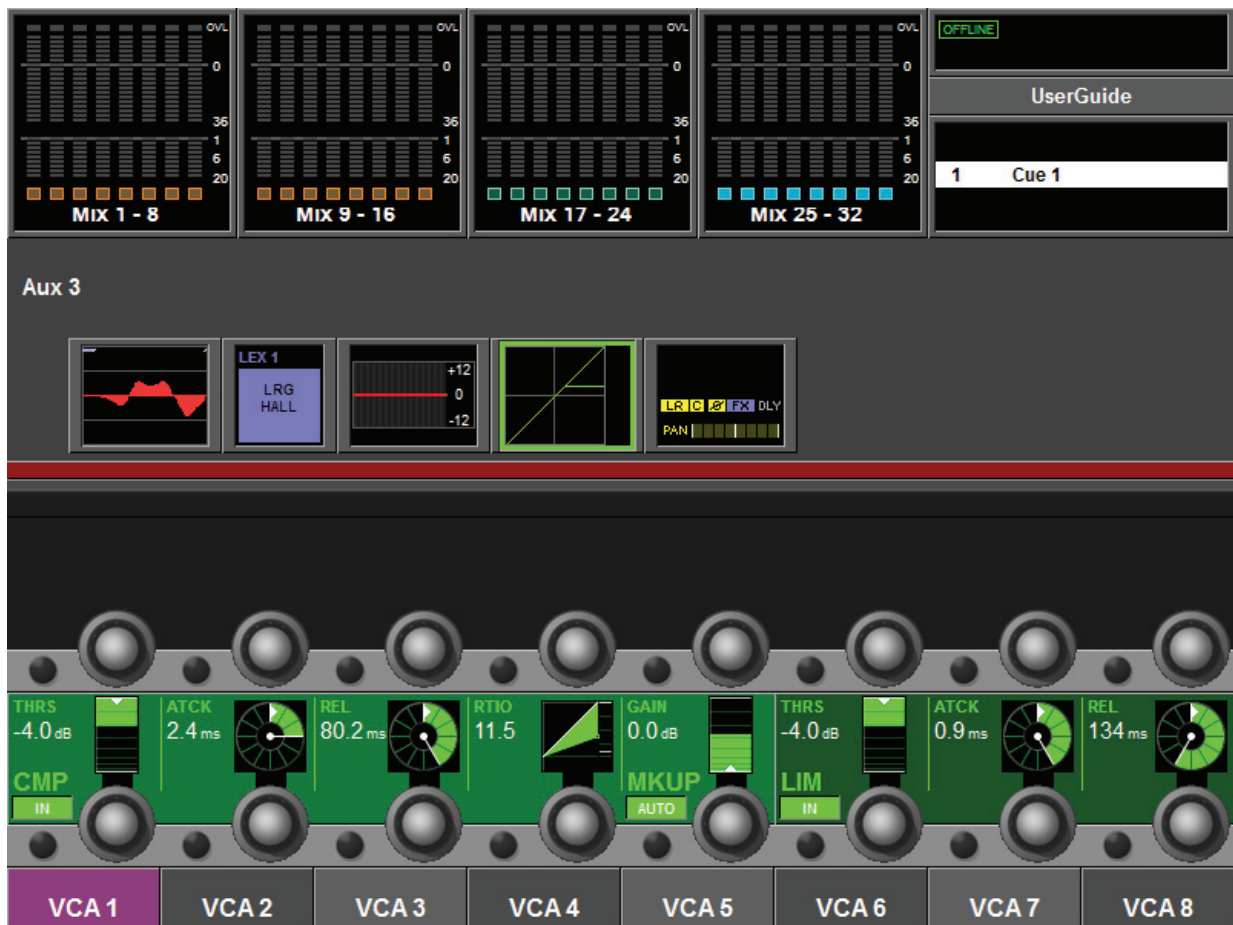 OVL
0
36
1
6
20
MIX 1 - 8
OVL
0
36
1
6
20
MIX 9 - 16
OVL
0
36
1
6
20
MIX 17 - 24
OVL
0
36
1
6
20
MIX 25 - 32
OFFLINE
UserGuide
1 Cue 1
Aux 3
LEX 1
LRG
HALL
+12
0
-12
LR C Ø FX DLY
PAN
THRS
-4.0 dB
CMP
IN
ATCK
2.4 ms
REL
80.2 ms
RTIO
11.5
GAIN
0.0 dB
MKUP
AUTO
THRS
-4.0 dB
LIM
IN
ATCK
0.9 ms
REL
134 ms
VCA 1
VCA 2
VCA 3
VCA 4
VCA 5
VCA 6
VCA 7
VCA 8